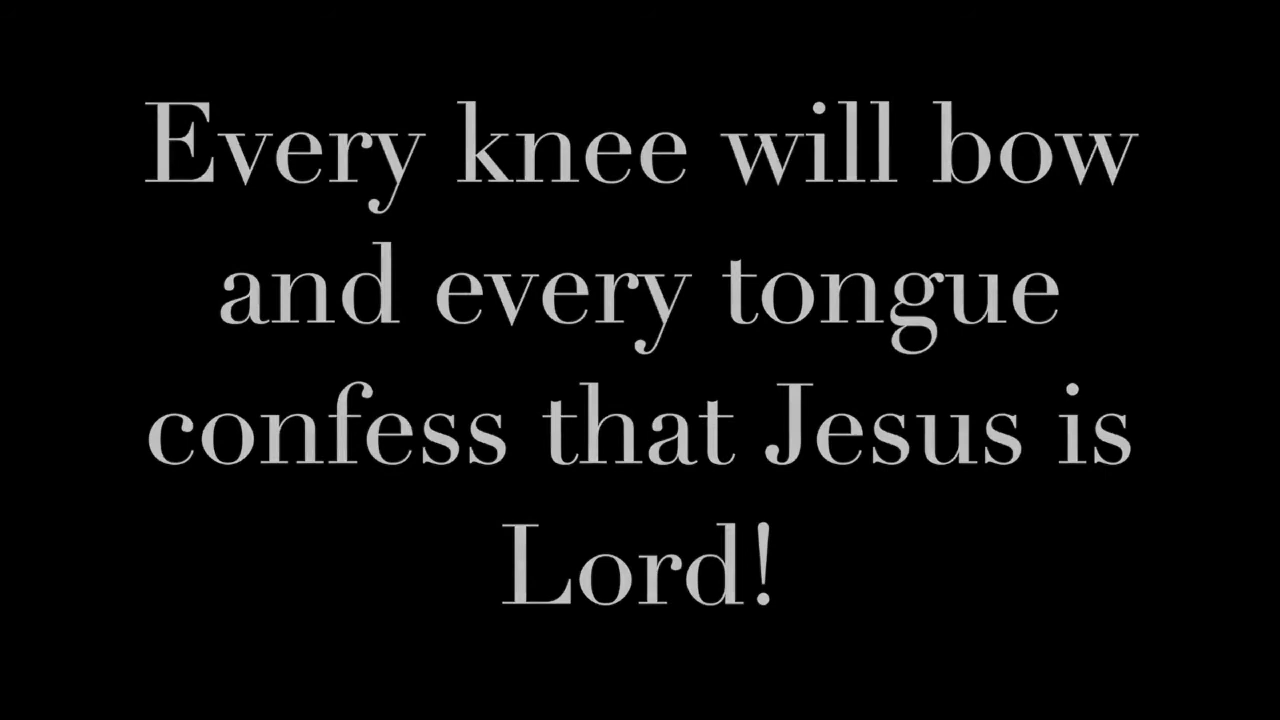 Every knee will bow
and every tongue
confess that Jesus is
Lord!